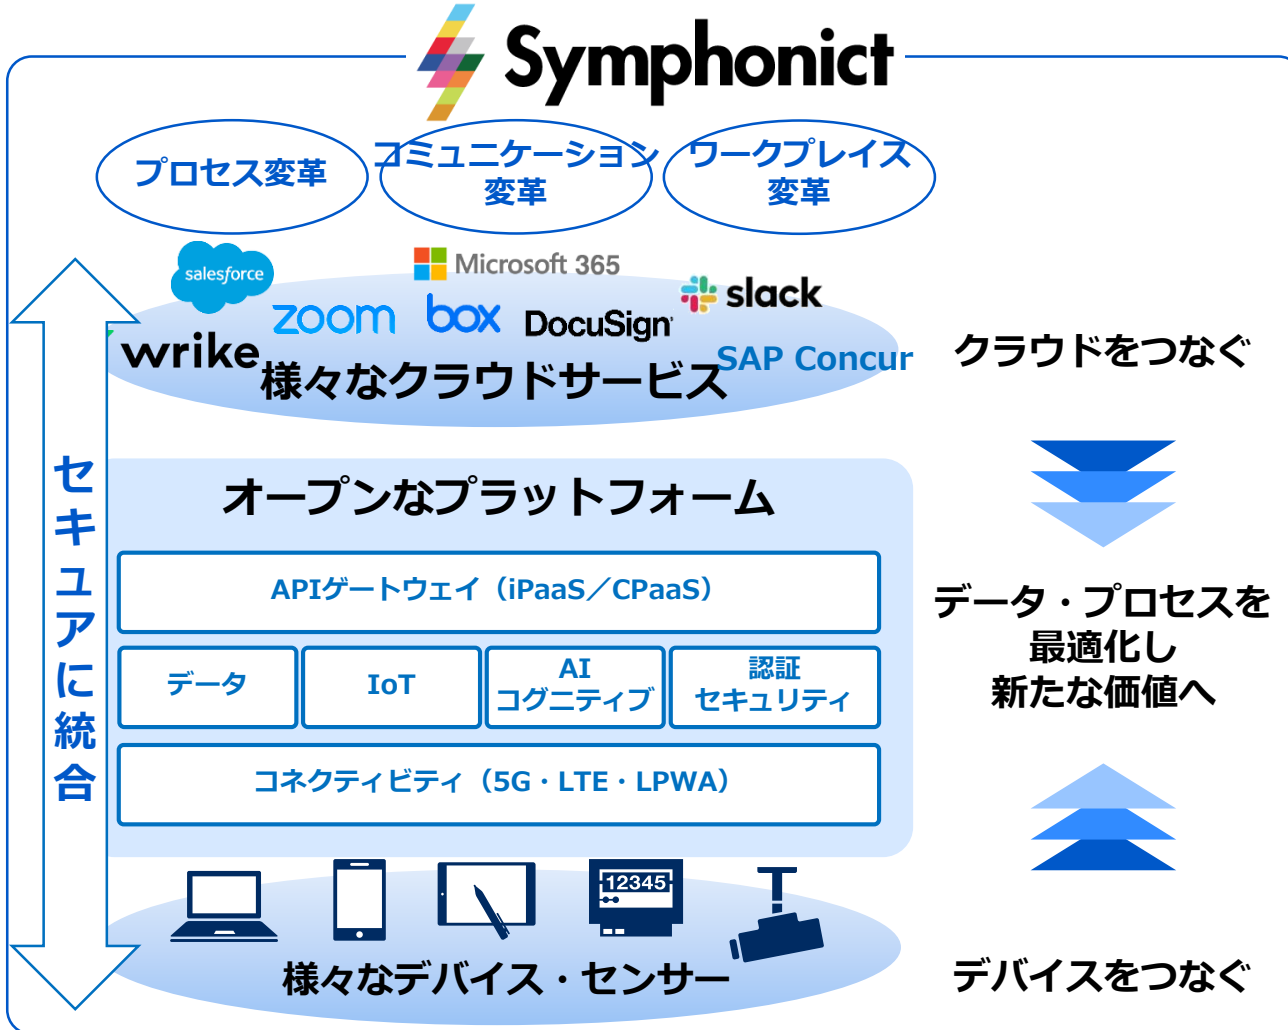 Symphonict
プロセス変革
コミュニケーション
変革
ワークプレイス
変革
salesforce
Microsoft 365
slack
zoom
box
DocuSign
wrike
SAP Concur
様々なクラウドサービス
クラウドをつなぐ
セキュアに統合
オープンなプラットフォーム
APIゲートウェイ（iPaaS／CPaaS）
データ
IoT
AI
コグニティブ
認証
セキュリティ
コネクティビティ（5G・LTE・LPWA）
データ・プロセスを
最適化し
新たな価値へ
12345
様々なデバイス・センサー
デバイスをつなぐ